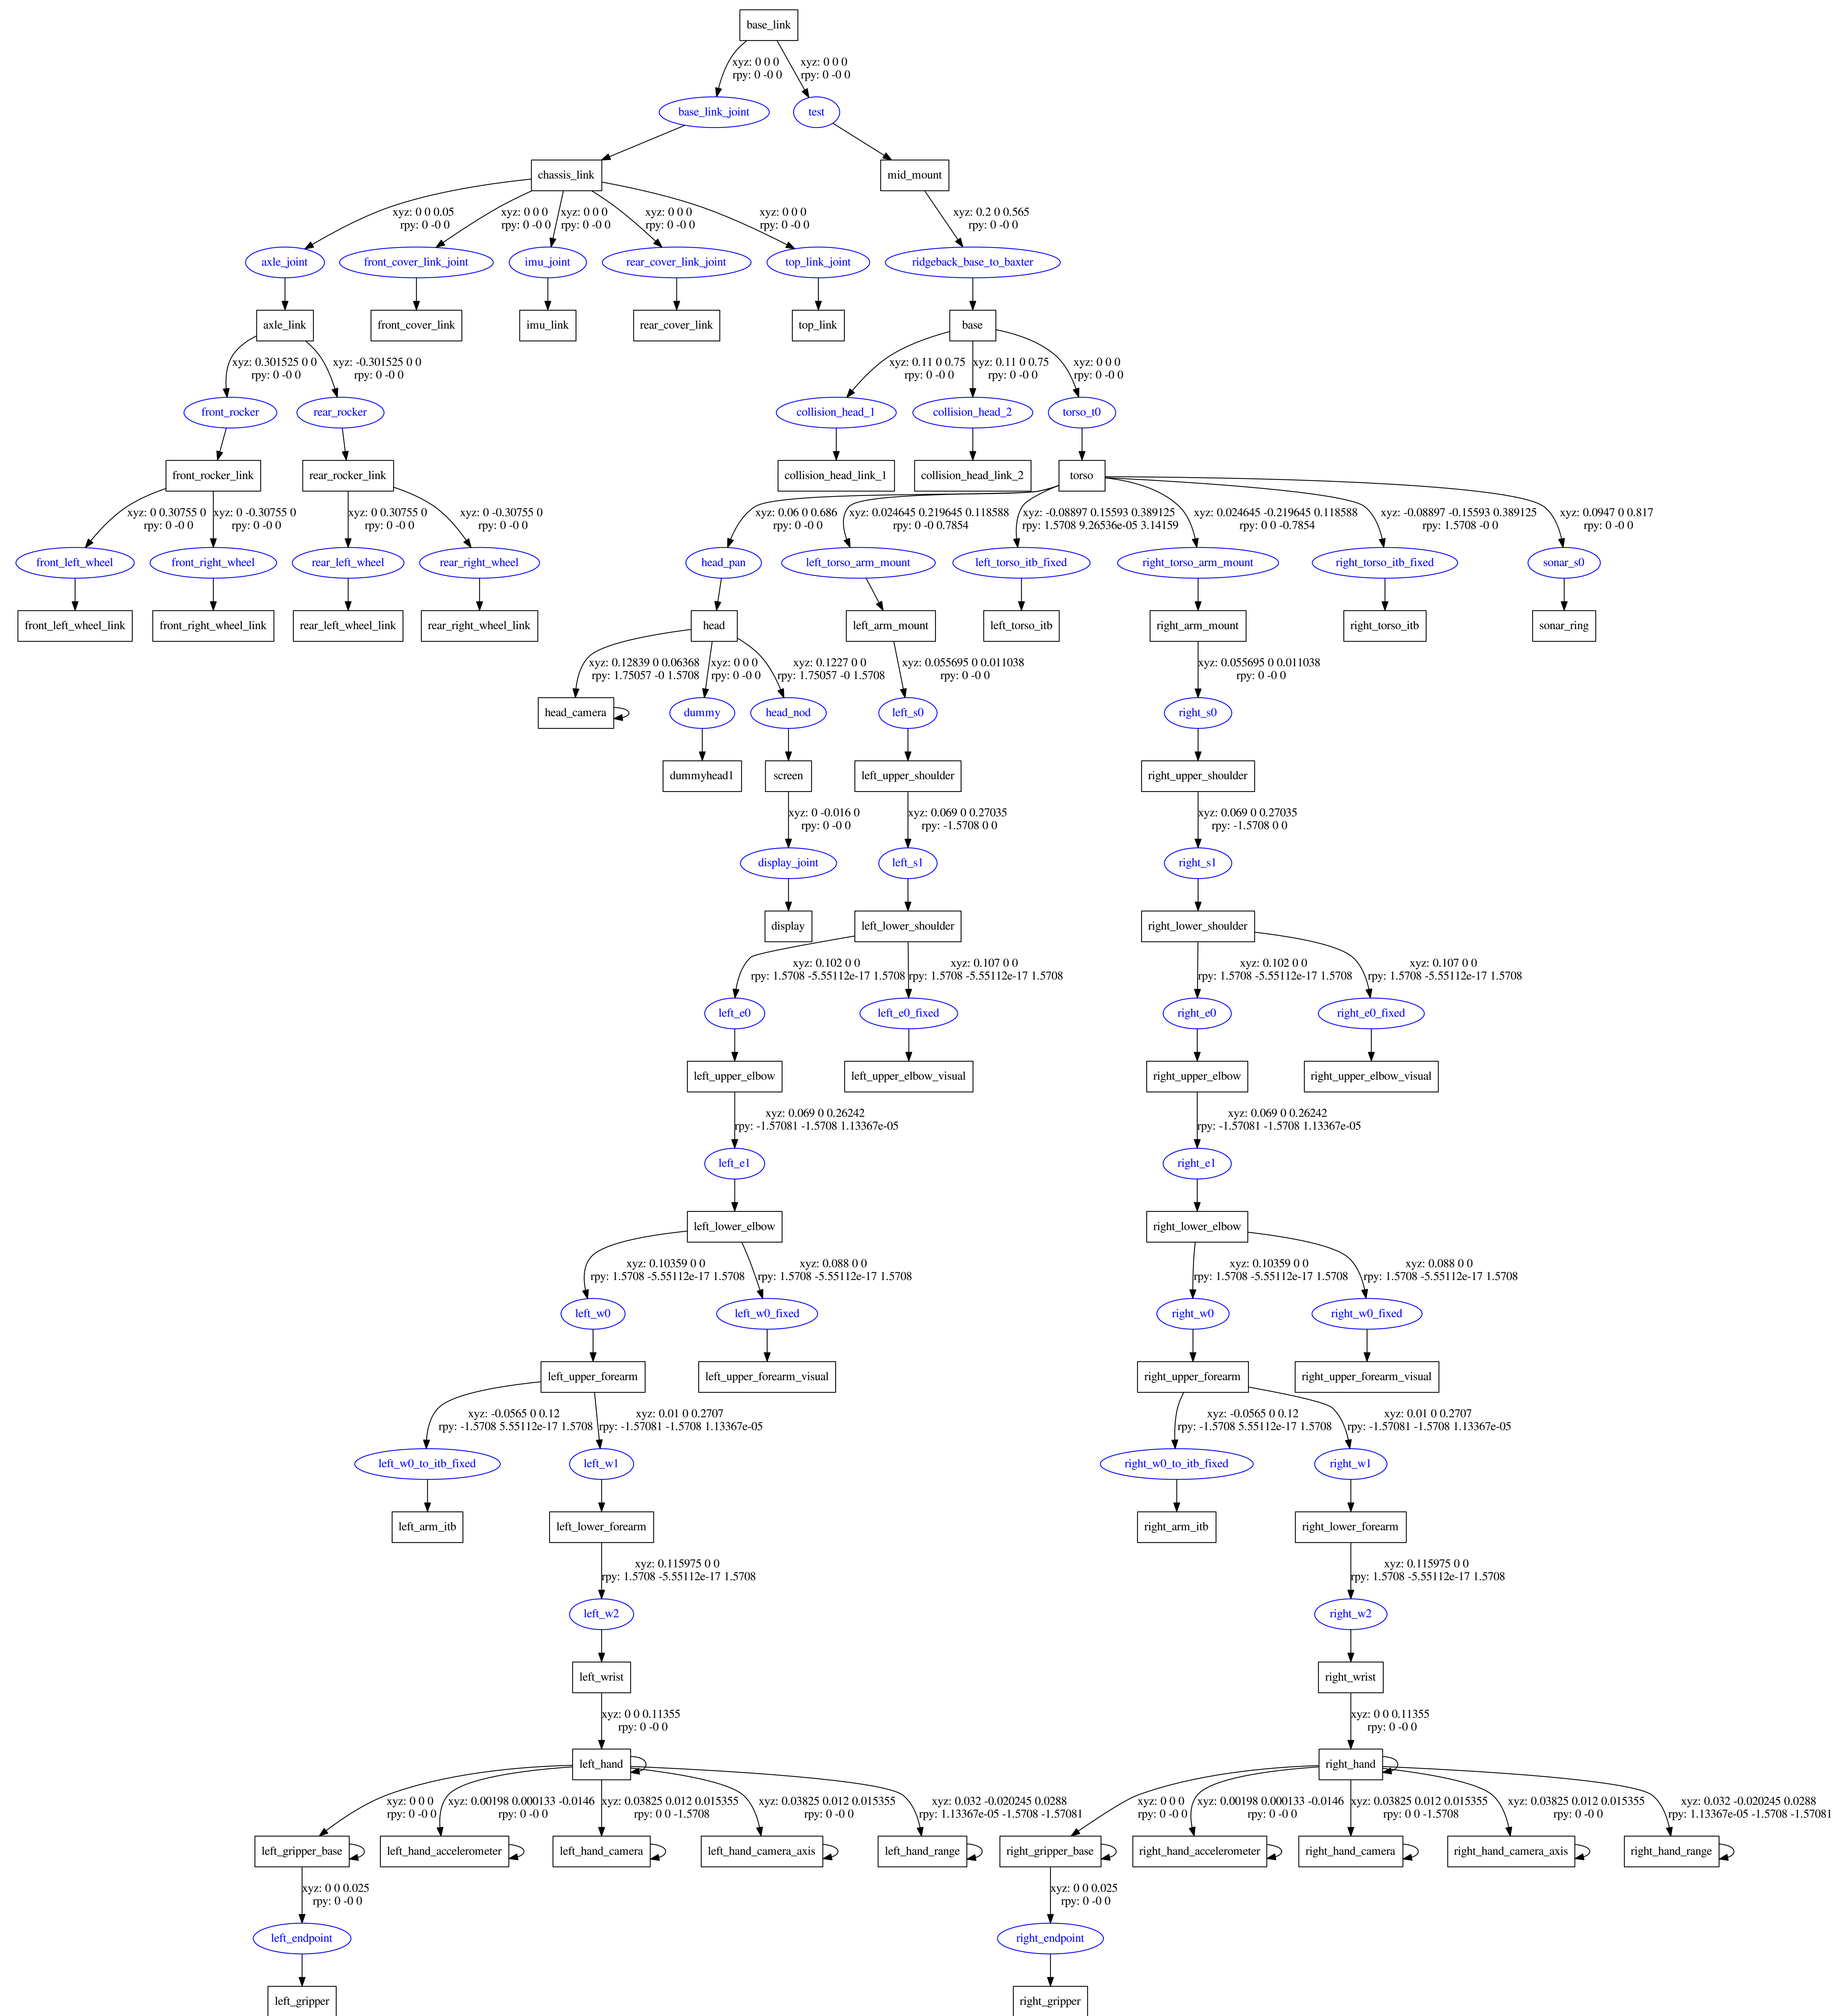 base_link
xyz: 0 0 0
rpy: 0 -0 0
xyz: 0 0 0
rpy: 0 -0 0
base_link_joint
test
chassis_link
mid_mount
xyz: 0 0 0.05
rpy: 0 -0 0
xyz: 0 0 0
rpy: 0 -0 0
xyz: 0 0 0
rpy: 0 -0 0
xyz: 0 0 0
rpy: 0 -0 0
xyz: 0 0 0
rpy: 0 -0 0
xyz: 0.2 0 0.565
rpy: 0 -0 0
axle_joint
front_cover_link_joint
imu_joint
rear_cover_link_joint
top_link_joint
ridgeback_base_to_baxter
axle_link
front_cover_link
imu_link
rear_cover_link
top_link
base
xyz: 0.301525 0 0
rpy: 0 -0 0
xyz: -0.301525 0 0
rpy: 0 -0 0
xyz: 0.11 0 0.75
rpy: 0 -0 0
xyz: 0.11 0 0.75
rpy: 0 -0 0
xyz: 0 0 0
rpy: 0 -0 0
front_rocker
rear_rocker
collision_head_1
collision_head_2
torso_t0
front_rocker_link
rear_rocker_link
collision_head_link_1
collision_head_link_2
torso
xyz: 0 0.30755 0
rpy: 0 -0 0
xyz: 0 -0.30755 0
rpy: 0 -0 0
xyz: 0 0.30755 0
rpy: 0 -0 0
xyz: 0 -0.30755 0
rpy: 0 -0 0
xyz: 0.06 0 0.686
rpy: 0 -0 0
xyz: 0.024645 0.219645 0.118588
rpy: 0 -0 0.7854
xyz: -0.08897 0.15593 0.389125
rpy: 1.5708 9.26536e-05 3.14159
xyz: 0.024645 -0.219645 0.118588
rpy: 0 0 -0.7854
xyz: -0.08897 -0.15593 0.389125
rpy: 1.5708 -0 0
xyz: 0.0947 0 0.817
rpy: 0 -0 0
front_left_wheel
front_right_wheel
rear_left_wheel
rear_right_wheel
head_pan
left_torso_arm_mount
left_torso_itb_fixed
right_torso_arm_mount
right_torso_itb_fixed
sonar_s0
front_left_wheel_link
front_right_wheel_link
rear_left_wheel_link
rear_right_wheel_link
head
left_arm_mount
left_torso_itb
right_arm_mount
right_torso_itb
sonar_ring
xyz: 0.12839 0 0.06368
rpy: 1.75057 -0 1.5708
xyz: 0 0 0
rpy: 0 -0 0
xyz: 0.1227 0 0
rpy: 1.75057 -0 1.5708
xyz: 0.055695 0 0.011038
rpy: 0 -0 0
xyz: 0.055695 0 0.011038
rpy: 0 -0 0
head_camera
dummy
head_nod
left_s0
right_s0
dummyhead1
screen
left_upper_shoulder
right_upper_shoulder
xyz: 0 -0.016 0
rpy: 0 -0 0
xyz: 0.069 0 0.27035
rpy: -1.5708 0 0
xyz: 0.069 0 0.27035
rpy: -1.5708 0 0
display_joint
left_s1
right_s1
display
left_lower_shoulder
right_lower_shoulder
xyz: 0.102 0 0
rpy: 1.5708 -5.55112e-17 1.5708
xyz: 0.107 0 0
rpy: 1.5708 -5.55112e-17 1.5708
xyz: 0.102 0 0
rpy: 1.5708 -5.55112e-17 1.5708
xyz: 0.107 0 0
rpy: 1.5708 -5.55112e-17 1.5708
left_e0
left_e0_fixed
right_e0
right_e0_fixed
left_upper_elbow
left_upper_elbow_visual
right_upper_elbow
right_upper_elbow_visual
xyz: 0.069 0 0.26242
rpy: -1.57081 -1.5708 1.13367e-05
xyz: 0.069 0 0.26242
rpy: -1.57081 -1.5708 1.13367e-05
left_e1
right_e1
left_lower_elbow
right_lower_elbow
xyz: 0.10359 0 0
rpy: 1.5708 -5.55112e-17 1.5708
xyz: 0.088 0 0
rpy: 1.5708 -5.55112e-17 1.5708
xyz: 0.10359 0 0
rpy: 1.5708 -5.55112e-17 1.5708
xyz: 0.088 0 0
rpy: 1.5708 -5.55112e-17 1.5708
left_w0
left_w0_fixed
right_w0
right_w0_fixed
left_upper_forearm
left_upper_forearm_visual
right_upper_forearm
right_upper_forearm_visual
xyz: -0.0565 0 0.12
rpy: -1.5708 5.55112e-17 1.5708
xyz: 0.01 0 0.2707
rpy: -1.57081 -1.5708 1.13367e-05
xyz: -0.0565 0 0.12
rpy: -1.5708 5.55112e-17 1.5708
xyz: 0.01 0 0.2707
rpy: -1.57081 -1.5708 1.13367e-05
left_w0_to_itb_fixed
left_w1
right_w0_to_itb_fixed
right_w1
left_arm_itb
left_lower_forearm
right_arm_itb
right_lower_forearm
xyz: 0.115975 0 0
rpy: 1.5708 -5.55112e-17 1.5708
xyz: 0.115975 0 0
rpy: 1.5708 -5.55112e-17 1.5708
left_w2
right_w2
left_wrist
right_wrist
xyz: 0 0 0.11355
rpy: 0 -0 0
xyz: 0 0 0.11355
rpy: 0 -0 0
left_hand
right_hand
xyz: 0 0 0
rpy: 0 -0 0
xyz: 0.00198 0.000133 -0.0146
rpy: 0 -0 0
xyz: 0.03825 0.012 0.015355
rpy: 0 0 -1.5708
xyz: 0.03825 0.012 0.015355
rpy: 0 -0 0
xyz: 0.032 -0.020245 0.0288
rpy: 1.13367e-05 -1.5708 -1.57081
xyz: 0 0 0
rpy: 0 -0 0
xyz: 0.00198 0.000133 -0.0146
rpy: 0 -0 0
xyz: 0.03825 0.012 0.015355
rpy: 0 0 -1.5708
xyz: 0.03825 0.012 0.015355
rpy: 0 -0 0
xyz: 0.032 -0.020245 0.0288
rpy: 1.13367e-05 -1.5708 -1.57081
left_gripper_base
left_hand_accelerometer
left_hand_camera
left_hand_camera_axis
left_hand_range
right_gripper_base
right_hand_accelerometer
right_hand_camera
right_hand_camera_axis
right_hand_range
xyz: 0 0 0.025
rpy: 0 -0 0
xyz: 0 0 0.025
rpy: 0 -0 0
left_endpoint
right_endpoint
left_gripper
right_gripper